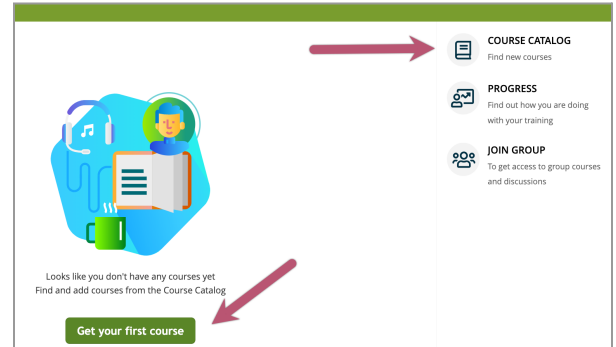 COURSE CATALOG
Find new courses
PROGRESS
Find out how you are doing
with your training
JOIN GROUP
To get access to group courses
and discussions
Looks like you don't have any courses yet
Find and add courses from the Course Catalog
Get your first course